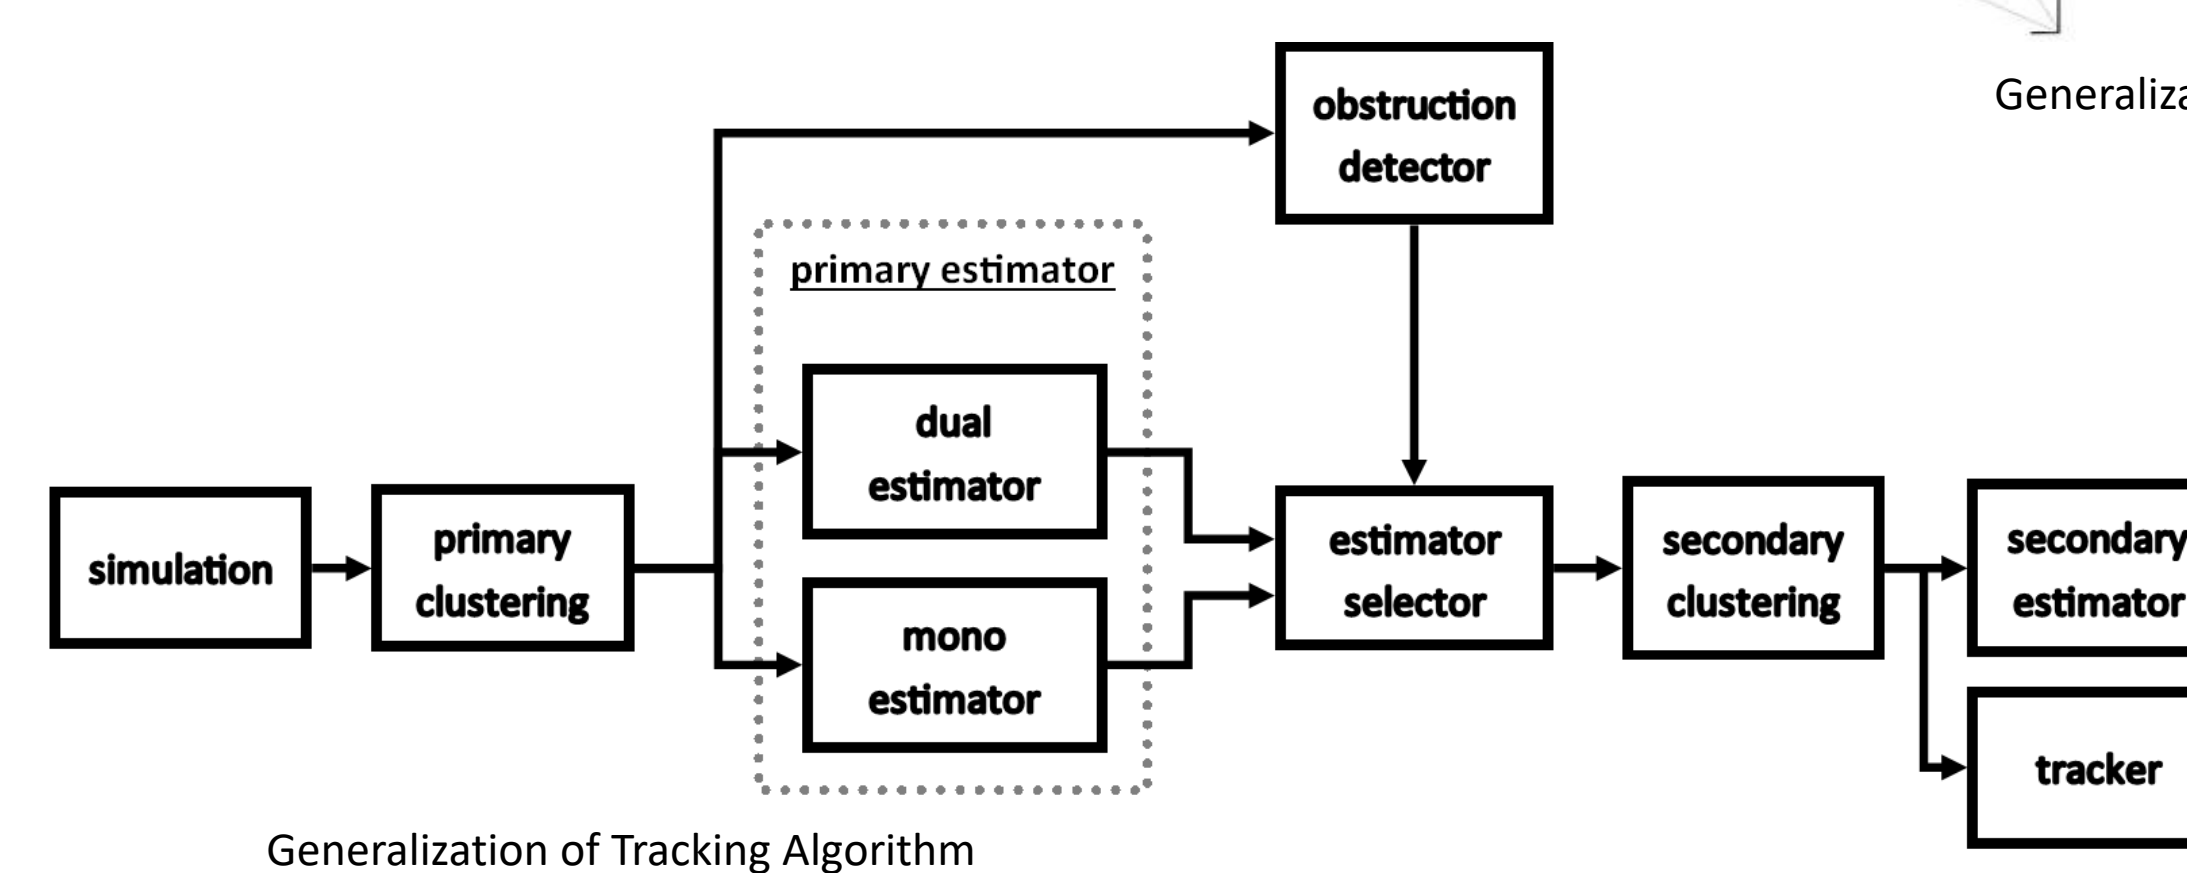 obstruction
detector
Generaliza
primary estimator
dual
estimator
mono
estimator
simulation
primary
clustering
estimator
selector
secondary
clustering
secondary
estimator
tracker
Generalization of Tracking Algorithm